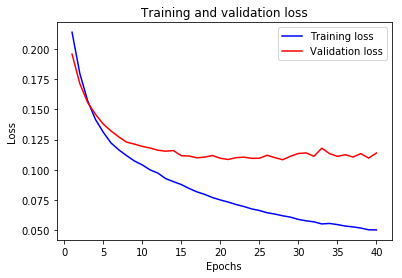 Training and validation loss
Training loss
Validation loss
Loss
0.200
0.175
0.150
0.125
0.100
0.075
0.050
0 5 10 15 20 25 30 35 40
Epochs